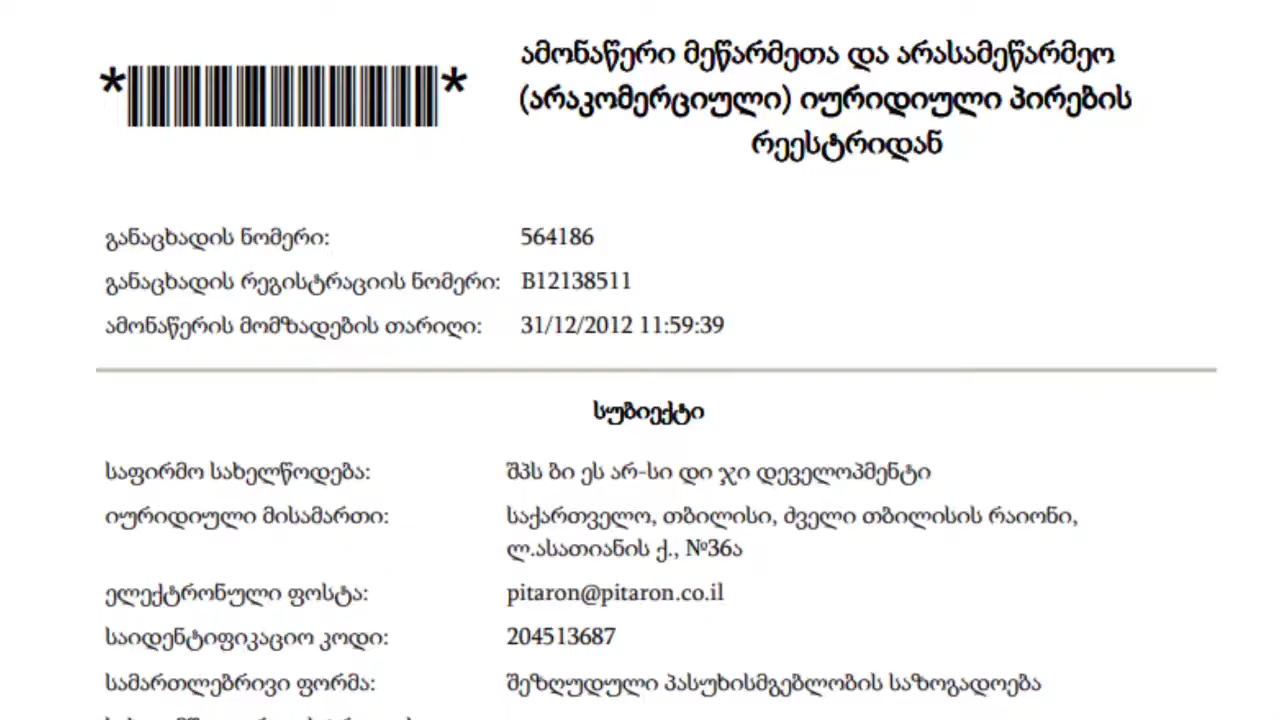 ამონაწერი მეწარმეთა და არასამეწარმეო
(არაკომერციული) იურიდიული პირების
რეესტრიდან
განაცხადის ნომერი: 564186
განაცხადის რეგისტრაციის ნომერი: B12138511
ამონაწერის მომზადების თარიღი: 31/12/2012 11:59:39
სუბიექტი
საფირმო სახელწოდება: შპს ბი ეს არ-სი დი ჯი დეველოპმენტი
იურიდიული მისამართი: საქართველო, თბილისი, ძველი თბილისის რაიონი,
ლ.ასათიანის ქ., №36ა
ელექტრონული ფოსტა: pitaron@pitaron.co.il
საიდენტიფიკაციო კოდი: 204513687
სამართლებრივი ფორმა: შეზღუდული პასუხისმგებლობის საზოგადოება